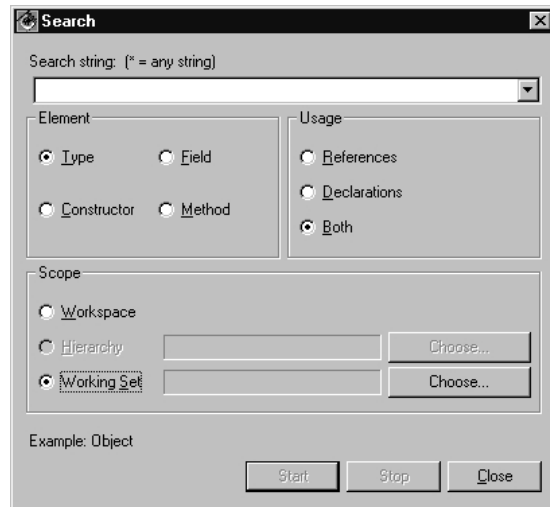 Search
Search string: (* = any string)
Element
Type
Field
Constructor
Method
Usage
References
Declarations
Both
Scope
Workspace
Hierarchy
Choose...
Working Set
Choose...
Example: Object
Start
Stop
Close